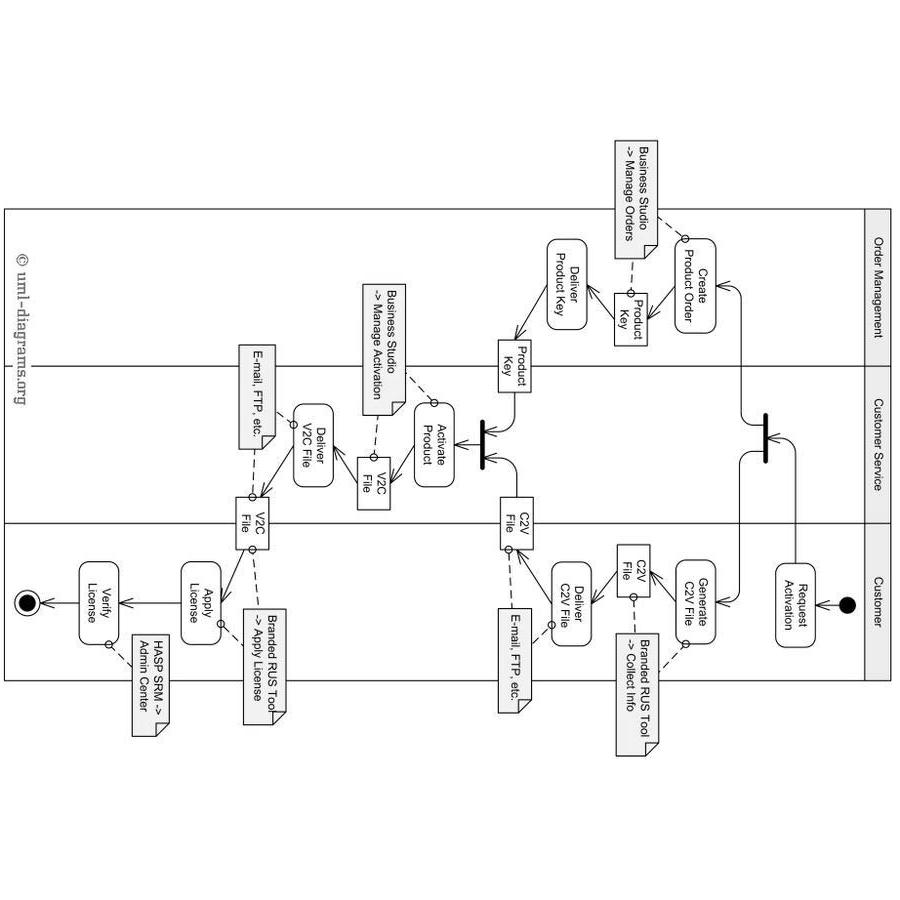 Order Management
Customer Service
Customer
Request
Activation
Business Studio
-> Manage Orders
Create
Product Order
Generate
C2V File
Product
Key
C2V
File
Branded RUS Tool
-> Collect Info
Deliver
Product Key
Deliver
C2V File
Product
Key
C2V
File
E-mail, FTP, etc.
Business Studio
-> Manage Activation
Activate
Product
V2C
File
Deliver
V2C File
E-mail, FTP, etc.
V2C
File
Branded RUS Tool
-> Apply License
Apply
License
HASP SRM ->
Admin Center
Verify
License
© uml-diagrams.org